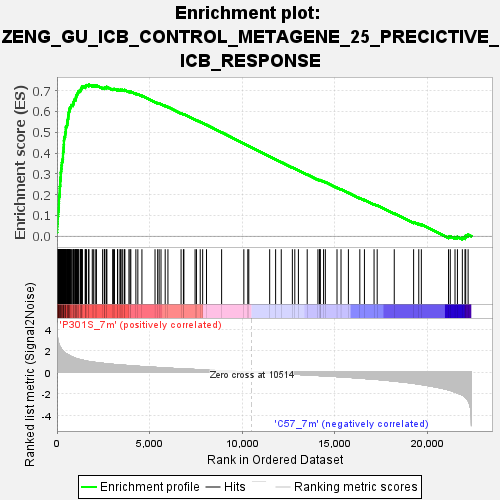 Enrichment plot:
ZENG_GU_ICB_CONTROL_METAGENE_25_PRECICTIVE_
ICB_RESPONSE
Enrichment score (ES)
0.7
0.6
0.5
0.4
0.3
0.2
0.1
0.0
'P301S_7m' (positively correlated)
Ranked list metric (Signal2Noise)
4
2
0
-2
-4
Zero cross at 10514
'C57_7m' (negatively correlated)
0
5,000
10,000
15,000
20,000
Rank in Ordered Dataset
Enrichment profile
Hits
Ranking metric scores